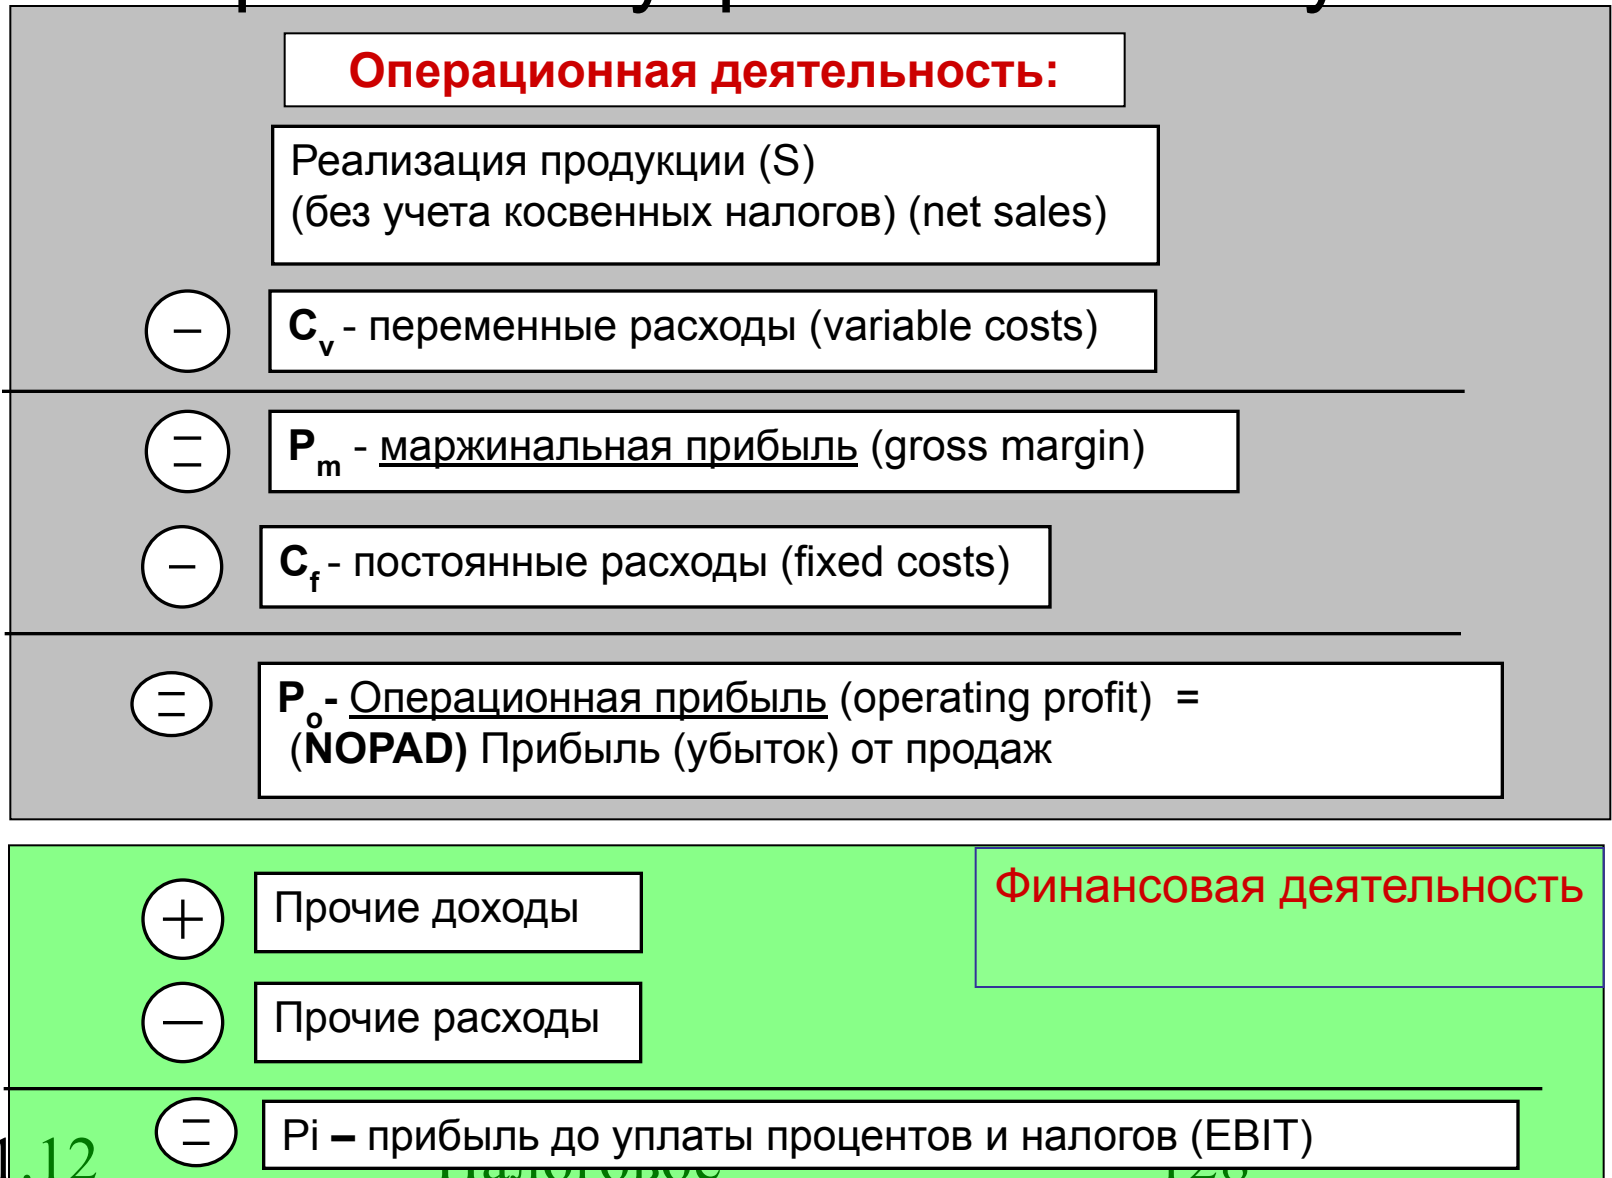 Операционная деятельность:
Реализация продукции (S)
(без учета косвенных налогов) (net sales)
– Cv - переменные расходы (variable costs)
= Pm - маржинальная прибыль (gross margin)
– Cf - постоянные расходы (fixed costs)
= Po- Операционная прибыль (operating profit) =
(NOPAD) Прибыль (убыток) от продаж
Финансовая деятельность
+ Прочие доходы
– Прочие расходы
= Pi – прибыль до уплаты процентов и налогов (EBIT)
.12 Налоговое